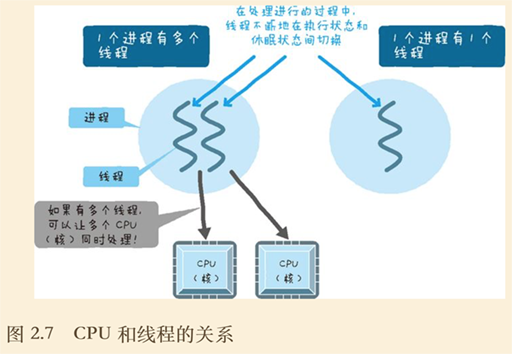 在处理进行的过程中，
线程不断地在执行状态和
休眠状态间切换
1个进程有多个
线程
1个进程有1个
线程
进程
线程
如果有多个线程，
可以让多个CPU
（核）同时处理！
CPU
（核）
CPU
（核）
图 2.7 CPU 和线程的关系